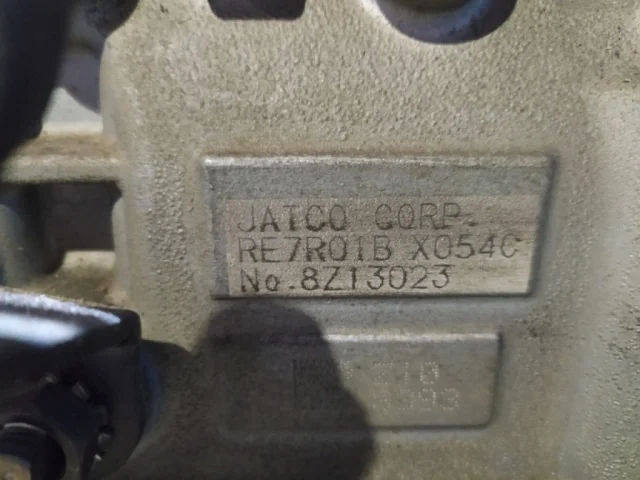 JATCO CORP.
RE7R01B X054C
No.8Z13023